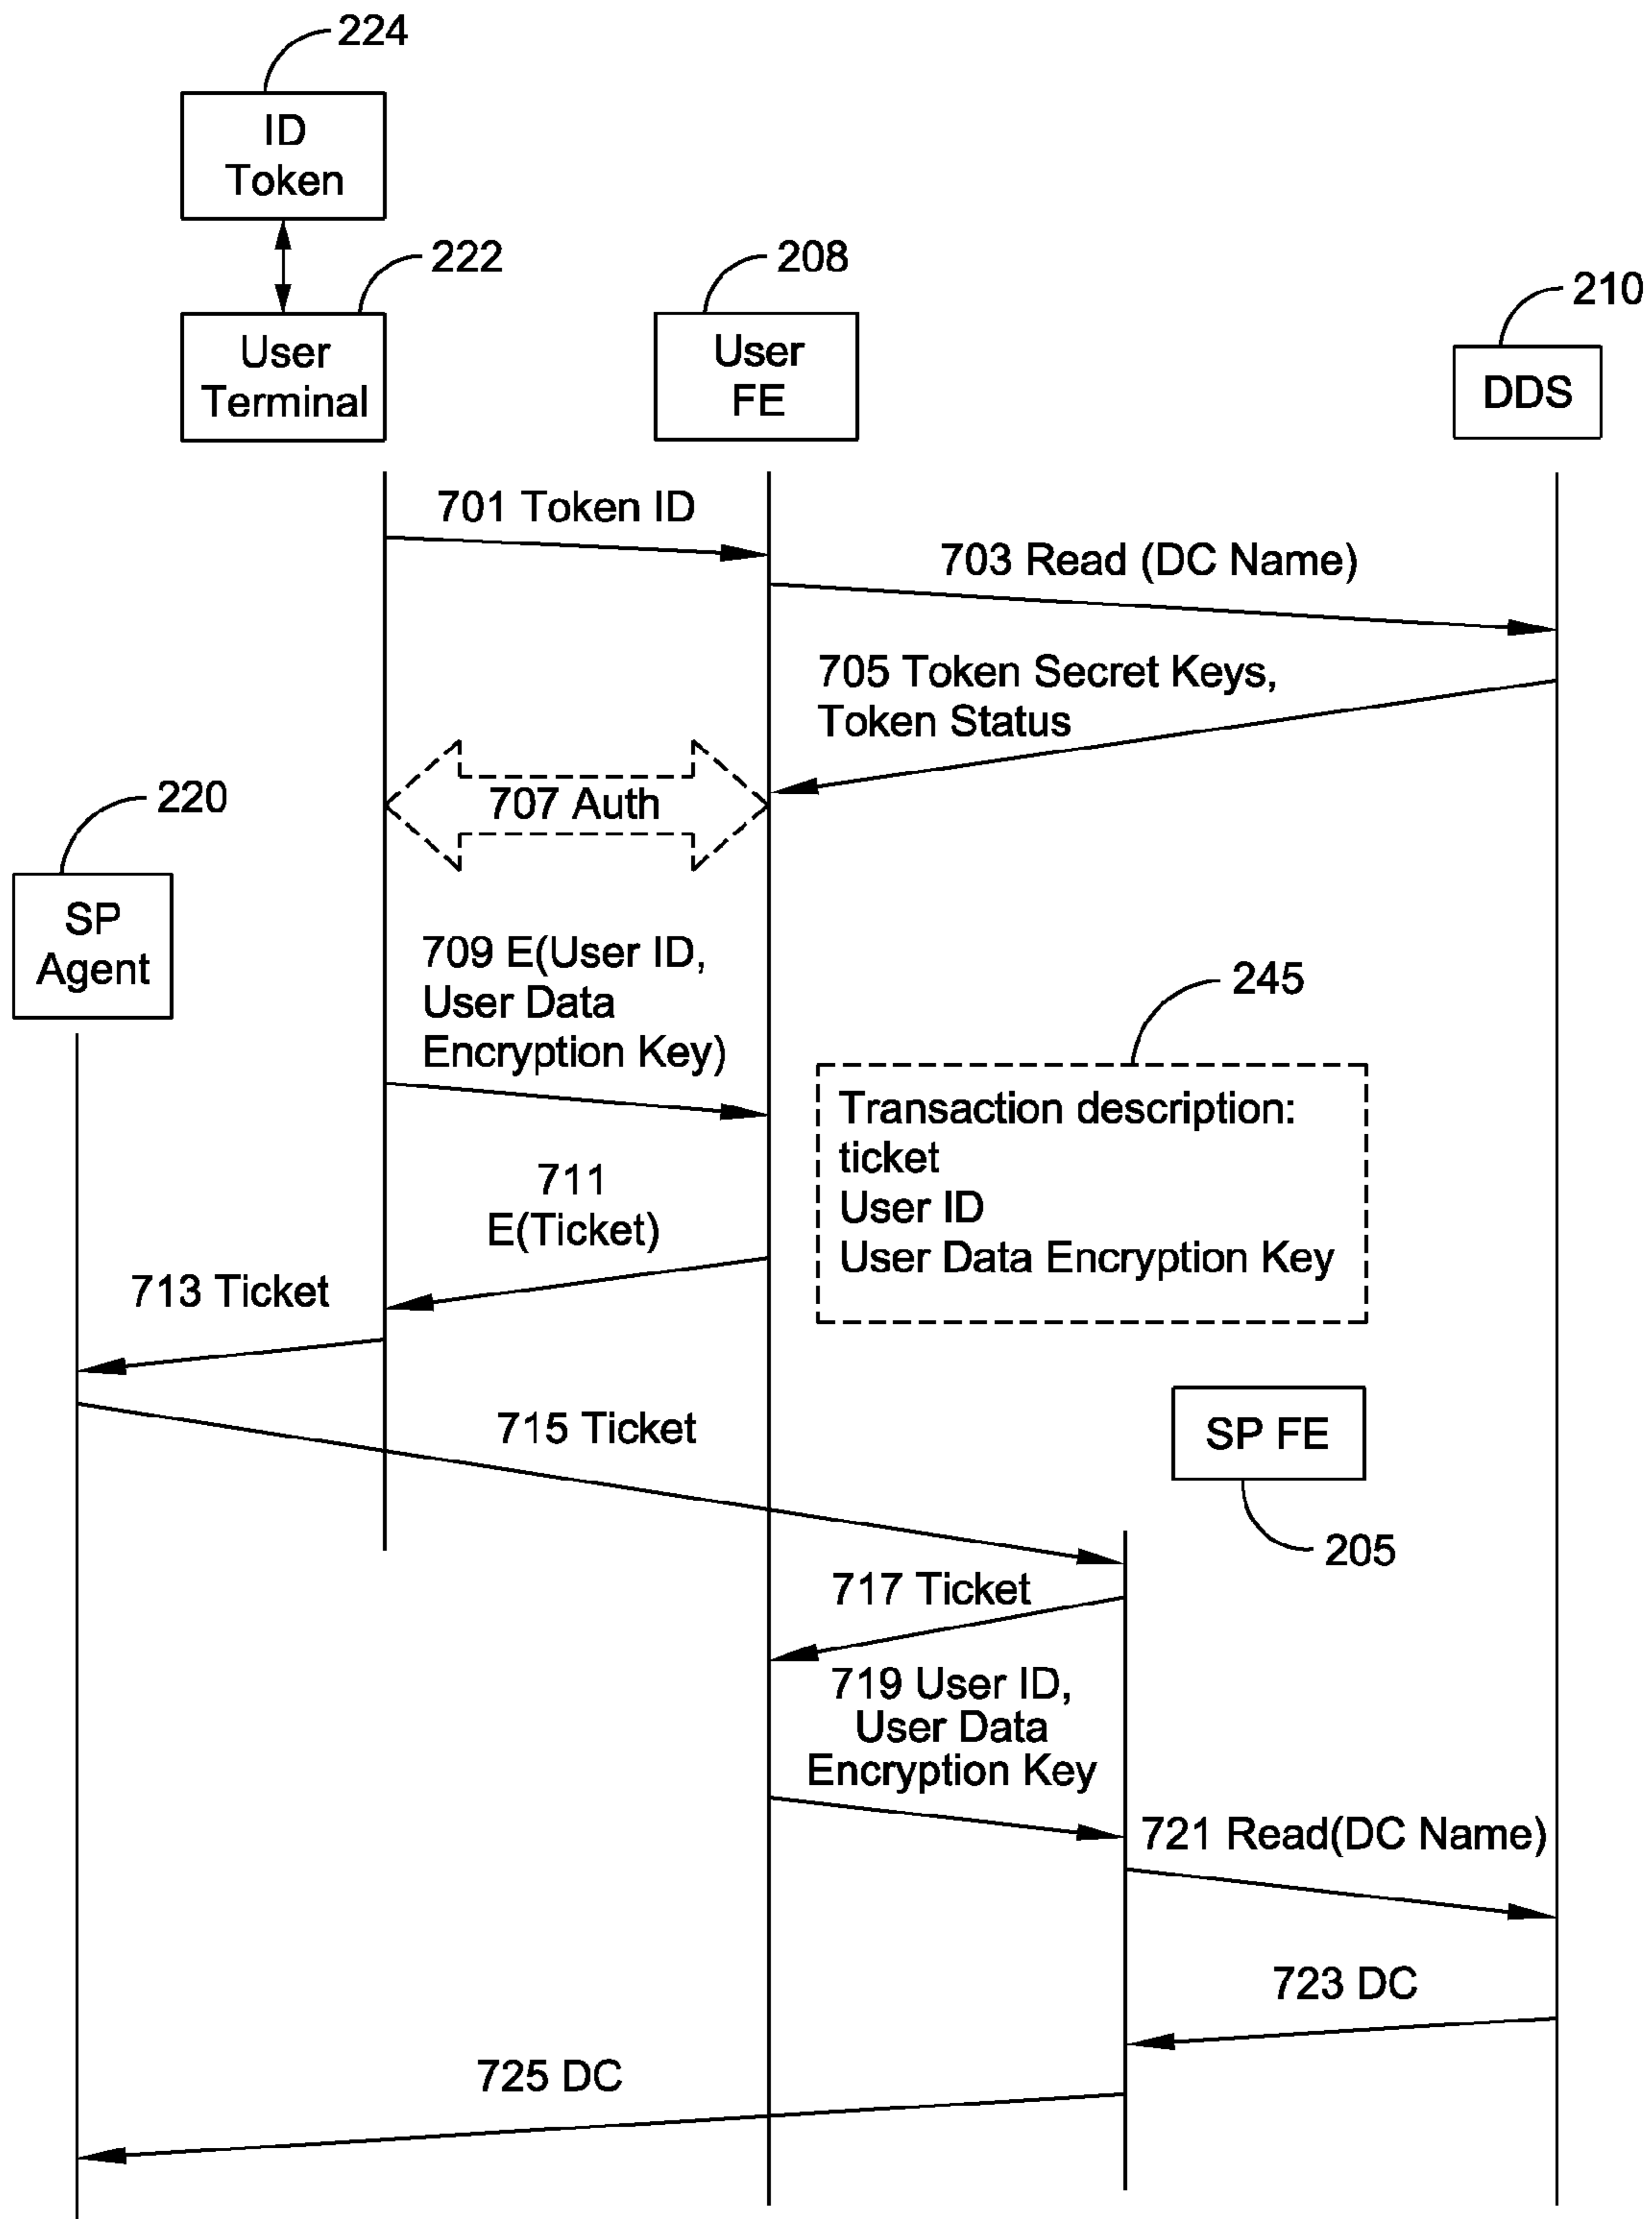 224
ID
Token
222
User
Terminal
208
User
FE
210
DDS
701 Token ID
703 Read (DC Name)
705 Token Secret Keys,
Token Status
707 Auth
220
SP
Agent
709 E(User ID,
User Data
Encryption Key)
245
Transaction description:
ticket
User ID
User Data Encryption Key
711
E(Ticket)
713 Ticket
715 Ticket
SP FE
205
717 Ticket
719 User ID,
User Data
Encryption Key
721 Read(DC Name)
723 DC
725 DC